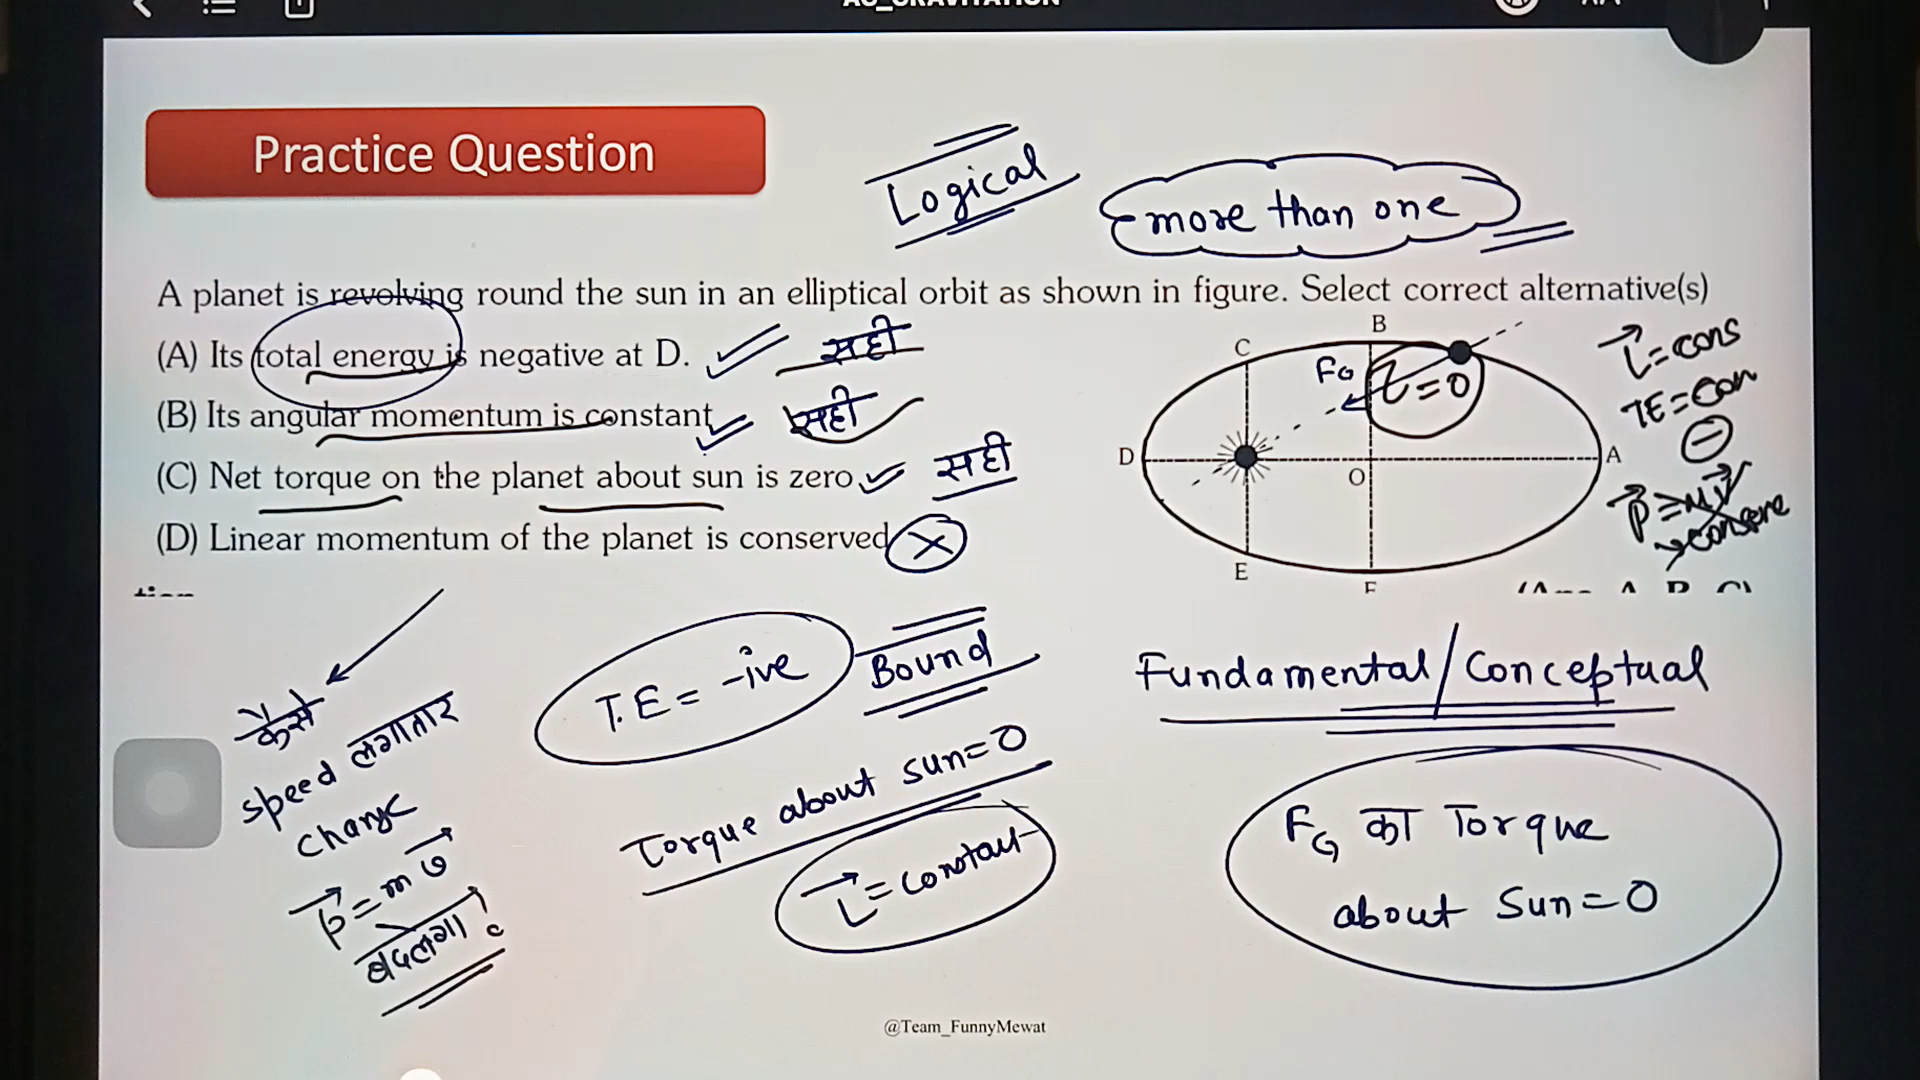 Practice Question
Logical
more than one
A planet is revolving round the sun in an elliptical orbit as shown in figure. Select correct alternative(s)
(A) Its total energy is negative at D. सही
(B) Its angular momentum is constant सही
(C) Net torque on the planet about sun is zero सही
(D) Linear momentum of the planet is conserved
B
C
FG
τ=0
D
A
O
E
F
L=cons
TE=con
P=mv
conserve
कैसे
speed लगातार
change
p=mv
बदलेगा
T.E=-ive
Bound
Torque about sun=0
L=constant
Fundamental/Conceptual
FG का Torque
about Sun=0
@Team_FunnyMewat